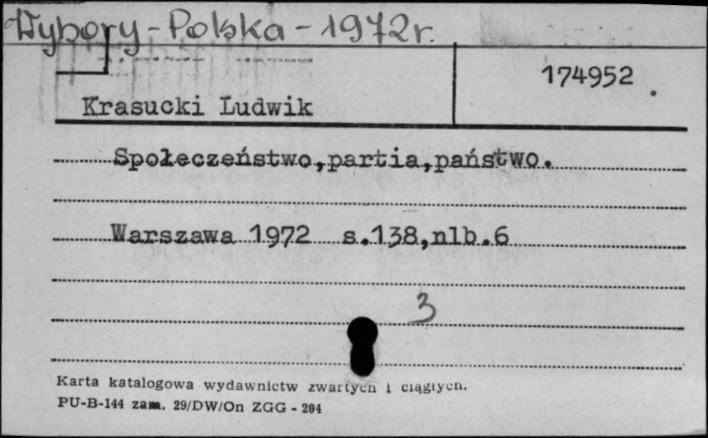 Wybory - Polska - 1972 r.
174952.
Krasucki Ludwik
Społeczeństwo,partia,państwo.
Warszawa 1972 s.138,nlb.6
3
Karta katalogowa wydawnictw zwartych i ciągłych.
PU-B-144 zam. 29/DW/On ZGG - 204